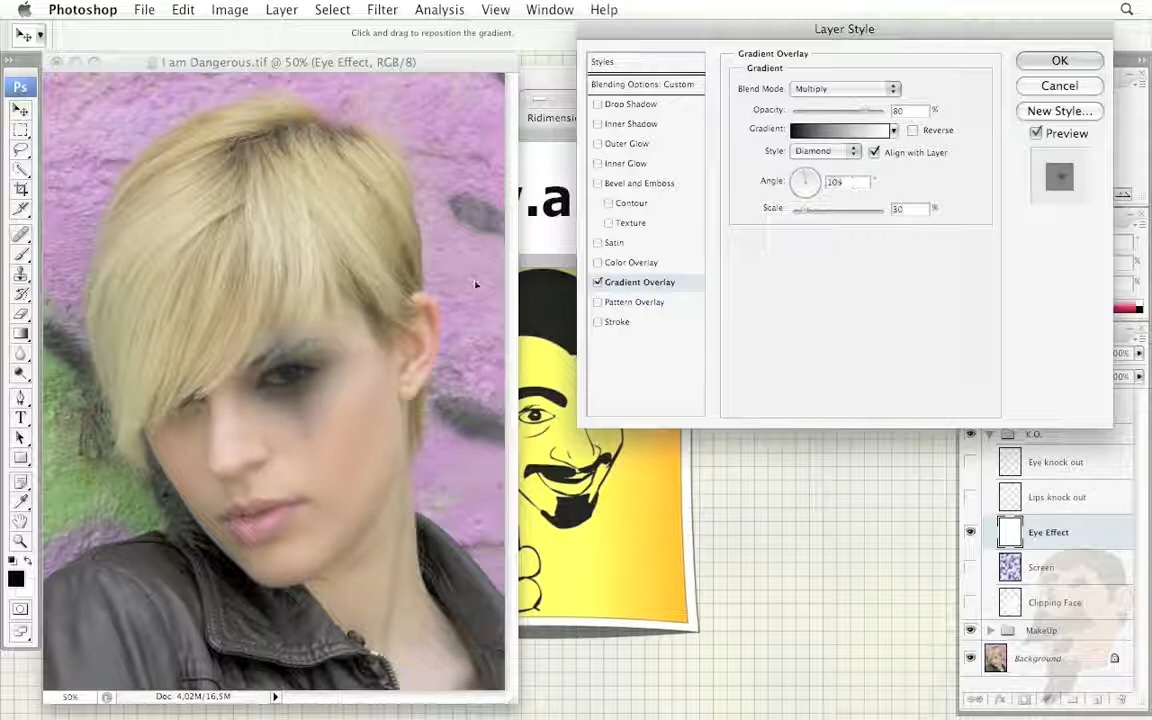 Photoshop File Edit Image Layer Select Filter Analysis View Window Help
Click and drag to reposition the gradient.
Layer Style
I am Dangerous.tif @ 50% (Eye Effect, RGB/8)
Ps
Ridimensio
y.a
Styles
Blending Options: Custom
Drop Shadow
Inner Shadow
Outer Glow
Inner Glow
Bevel and Emboss
Contour
Texture
Satin
Color Overlay
Gradient Overlay
Pattern Overlay
Stroke
Gradient Overlay
Gradient
Blend Mode: Multiply
Opacity: 80 %
Gradient: Reverse
Style: Diamond Align with Layer
Angle: 109 °
Scale: 30 %
OK
Cancel
New Style...
Preview
K.O.
Eye knock out
Lips knock out
Eye Effect
Screen
Clipping Face
MakeUp
Background
50% Doc: 4,02M/16,5M